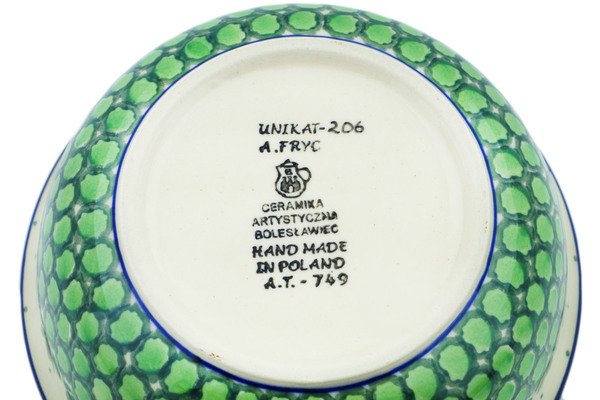 UNIKAT-206
A.FRYC
CERAMIKA
ARTYSTYCZNA
BOLESŁAWIEC
HAND MADE
IN POLAND
A.T.-749